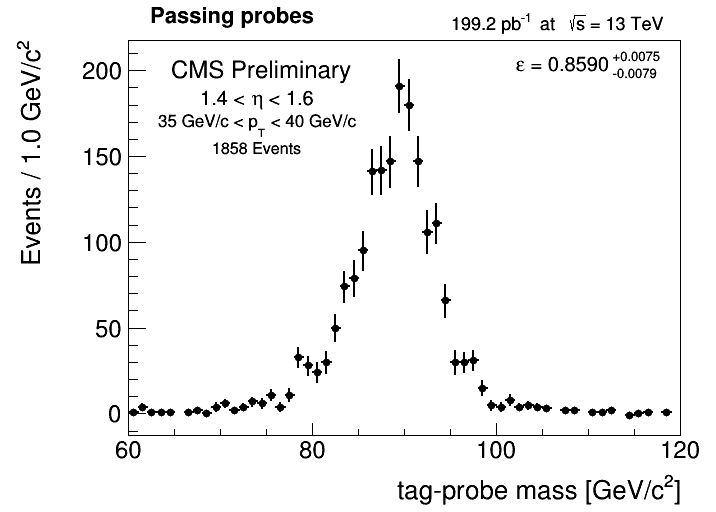 Passing probes
199.2 pb⁻¹ at √s = 13 TeV
CMS Preliminary
1.4 < η < 1.6
35 GeV/c < p_T < 40 GeV/c
1858 Events
ε = 0.8590 +0.0075 -0.0079
Events / 1.0 GeV/c²
200
150
100
50
0
60 80 100 120
tag-probe mass [GeV/c²]